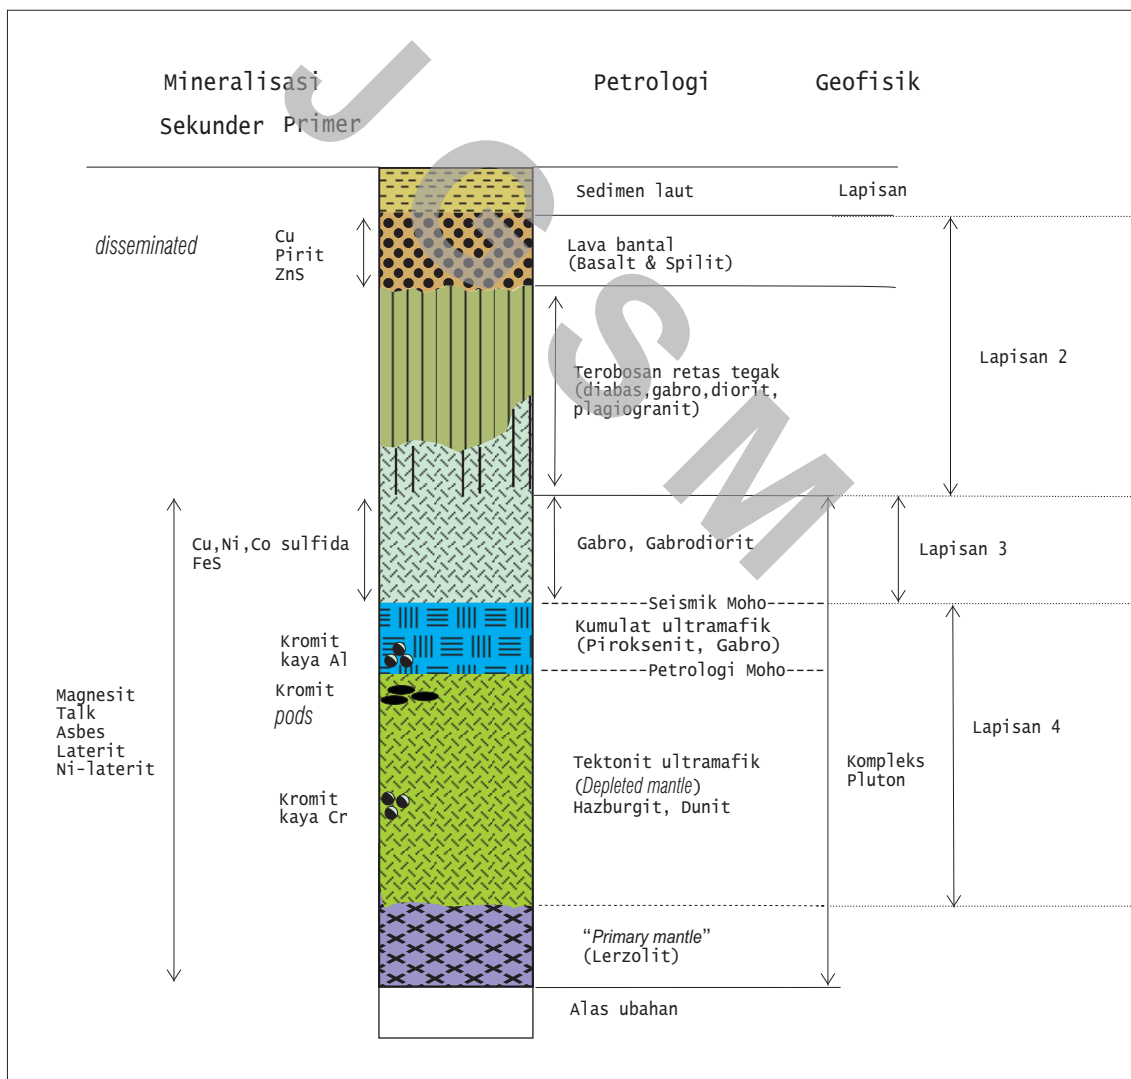 Mineralisasi Petrologi Geofisik
Sekunder Primer
Sedimen laut Lapisan
disseminated
Cu
Pirit
ZnS
Lava bantal
(Basalt & Spilit)
Lapisan 2
Terobosan retas tegak
(diabas,gabro,diorit,
plagiogranit)
Cu,Ni,Co sulfida
FeS
Gabro, Gabrodiorit
Lapisan 3
Seismik Moho
Kumulat ultramafik
(Piroksenit, Gabro)
Kromit
kaya Al
Petrologi Moho
Kromit
pods
Magnesit
Talk
Asbes
Laterit
Ni-laterit
Lapisan 4
Tektonit ultramafik
(Depleted mantle)
Hazburgit, Dunit
Kompleks
Pluton
Kromit
kaya Cr
“Primary mantle”
(Lerzolit)
Alas ubahan
JGSM